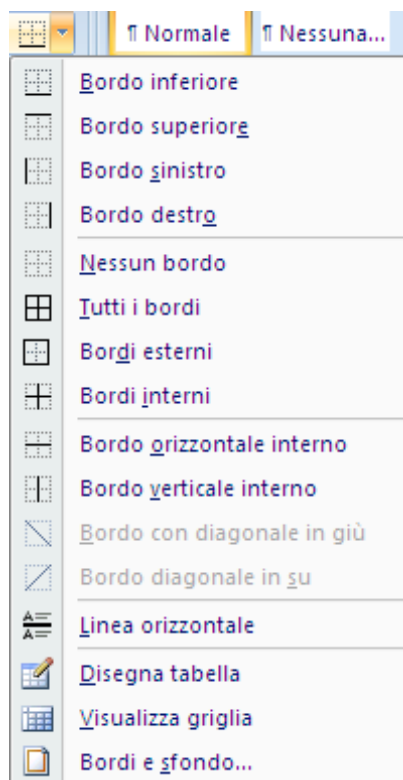 ¶ Normale ¶ Nessuna...
Bordo inferiore
Bordo superiore
Bordo sinistro
Bordo destro
Nessun bordo
Tutti i bordi
Bordi esterni
Bordi interni
Bordo orizzontale interno
Bordo verticale interno
Bordo con diagonale in giù
Bordo diagonale in su
Linea orizzontale
Disegna tabella
Visualizza griglia
Bordi e sfondo...